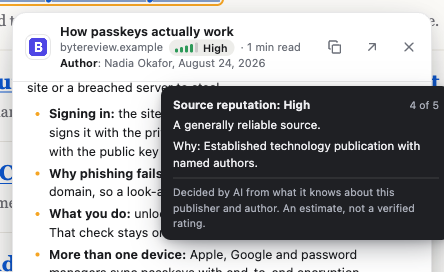 How passkeys actually work
bytereview.example High · 1 min read
Author: Nadia Okafor, August 24, 2026
site or a breached server to steal
Signing in: the site
signs it with the pri
with the public key
Why phishing fails
domain, so a look-a
What you do: unloc
That check stays o
More than one device: Apple, Google and password
managers sync passkeys with end-to-end encryption
Source reputation: High 4 of 5
A generally reliable source.
Why: Established technology publication with
named authors.
Decided by AI from what it knows about this
publisher and author. An estimate, not a verified
rating.